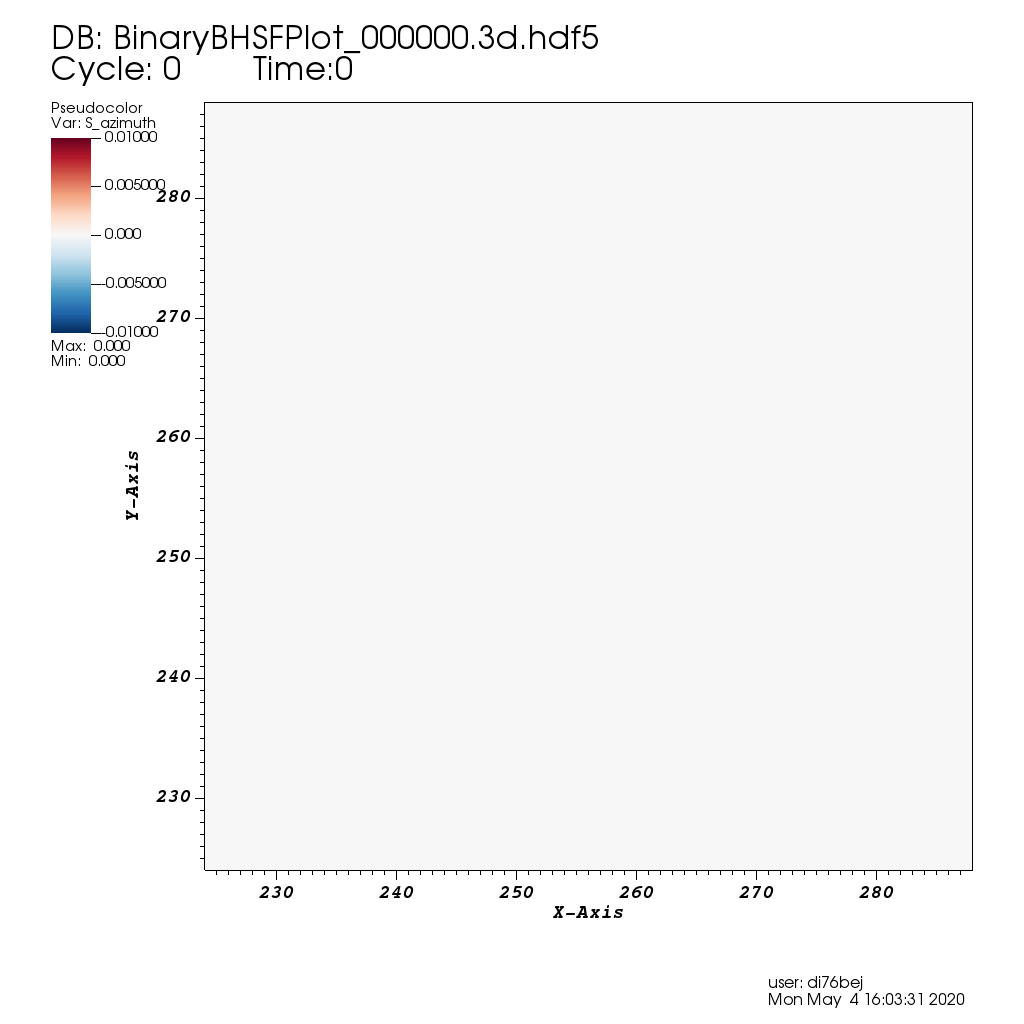 DB: BinaryBHSFPlot_000000.3d.hdf5
Cycle: 0 Time:0
Pseudocolor
Var: S_azimuth
0.01000
0.005000
0.000
-0.005000
-0.01000
Max: 0.000
Min: 0.000
280
270
260
250
240
230
Y-Axis
230 240 250 260 270 280
X-Axis
user: di76bej
Mon May 4 16:03:31 2020